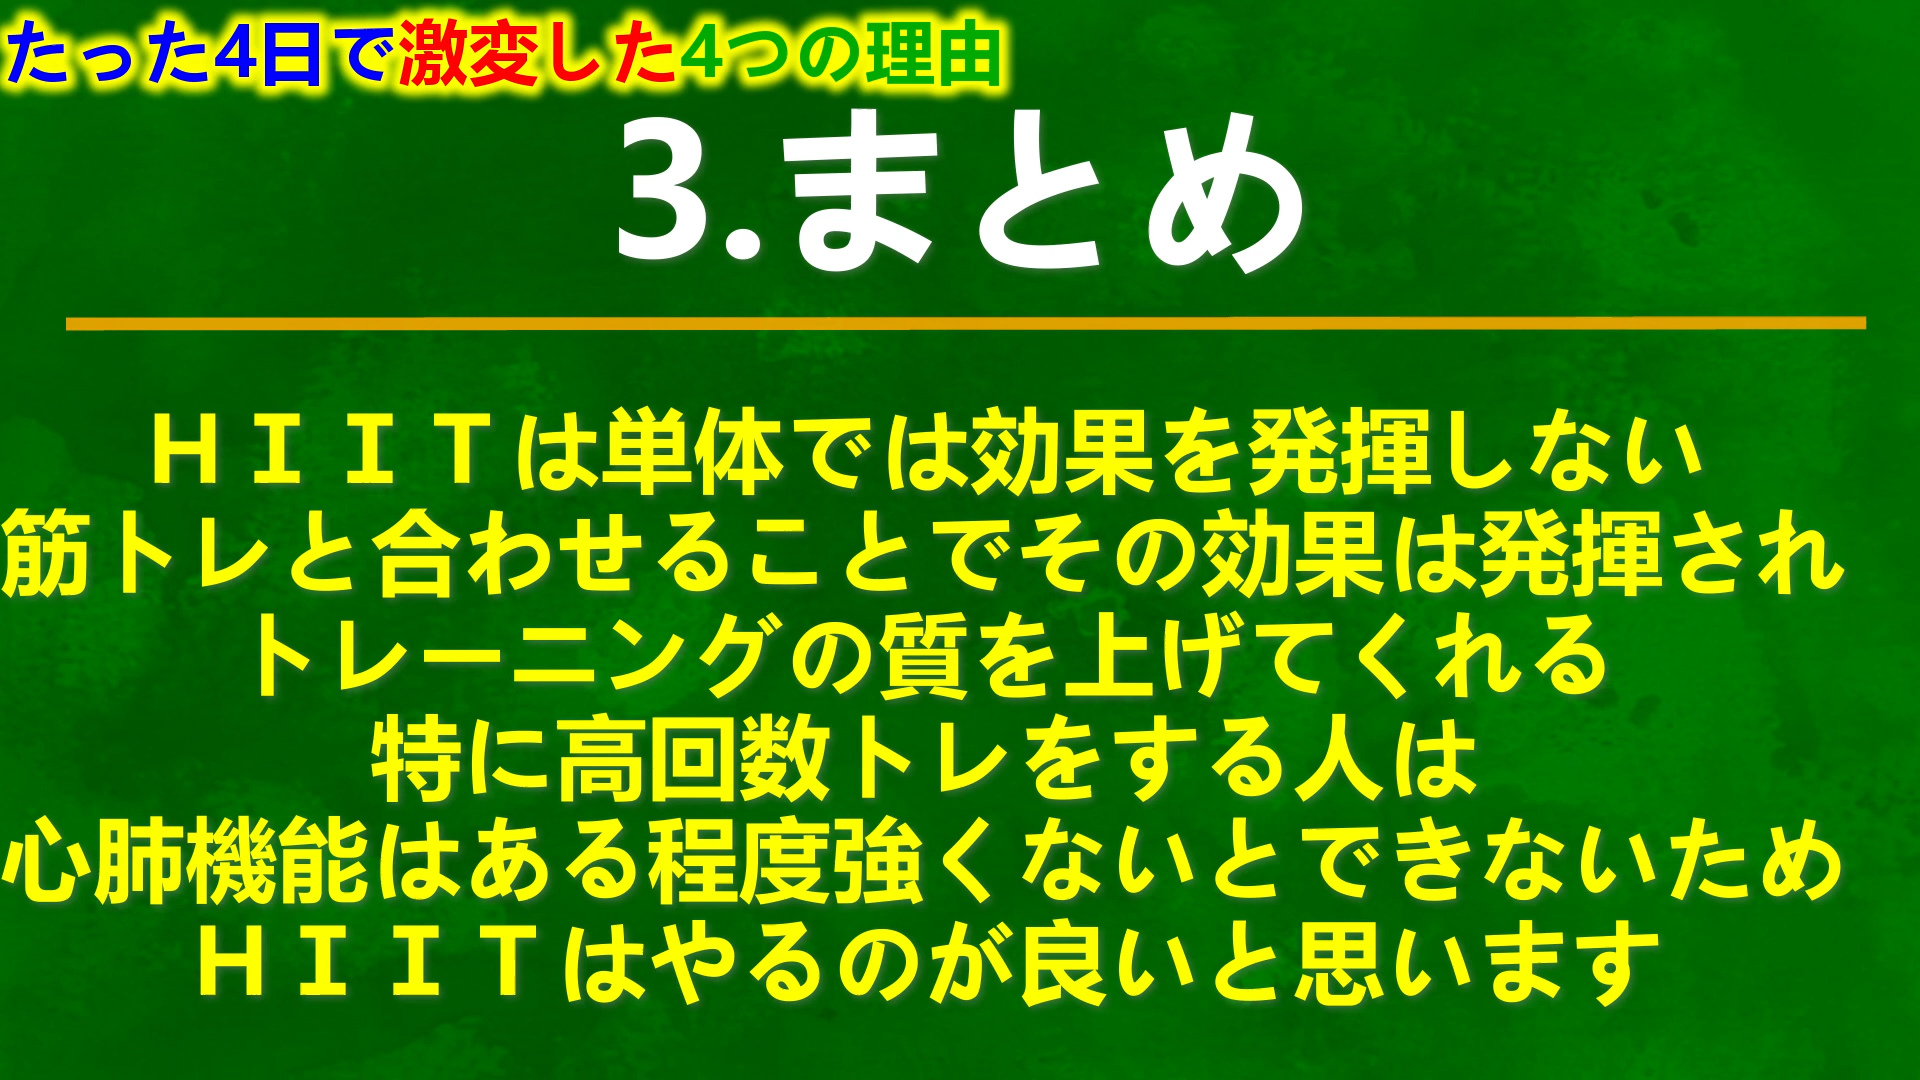 たった4日で激変した4つの理由
3.まとめ
ＨＩＩＴは単体では効果を発揮しない
筋トレと合わせることでその効果は発揮され
トレーニングの質を上げてくれる
特に高回数トレをする人は
心肺機能はある程度強くないとできないため
ＨＩＩＴはやるのが良いと思います